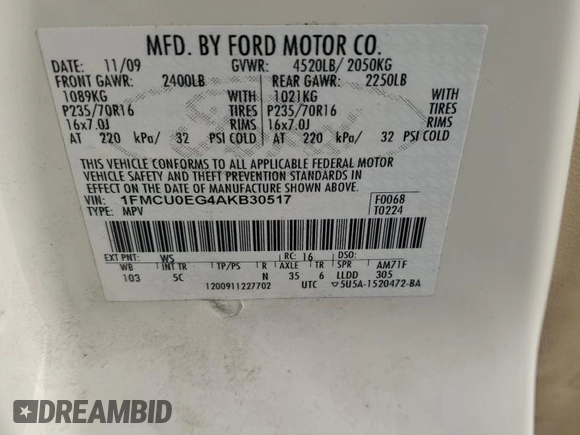 MFD. BY FORD MOTOR CO.
DATE: 11/09 GVWR: 4520LB/ 2050KG
FRONT GAWR: 2400LB REAR GAWR: 2250LB
1089KG WITH 1021KG WITH
P235/70R16 TIRES P235/70R16 TIRES
16x7.0J RIMS 16x7.0J RIMS
AT 220 kPa/ 32 PSI COLD AT 220 kPa/ 32 PSI COLD
THIS VEHICLE CONFORMS TO ALL APPLICABLE FEDERAL MOTOR
VEHICLE SAFETY AND THEFT PREVENTION STANDARDS IN
EFFECT ON THE DATE OF MANUFACTURE SHOWN ABOVE.
VIN: 1FMCU0EG4AKB30517 F0068
TYPE: MPV T0224
EXT PNT: WS RC: 16 DSO:
WB INT TR TP/PS R AXLE TR SPR AM71F
103 5C N 35 6 LLDD 305
1200911227702 UTC ▽5U5A-1520472-BA
DREAMBID